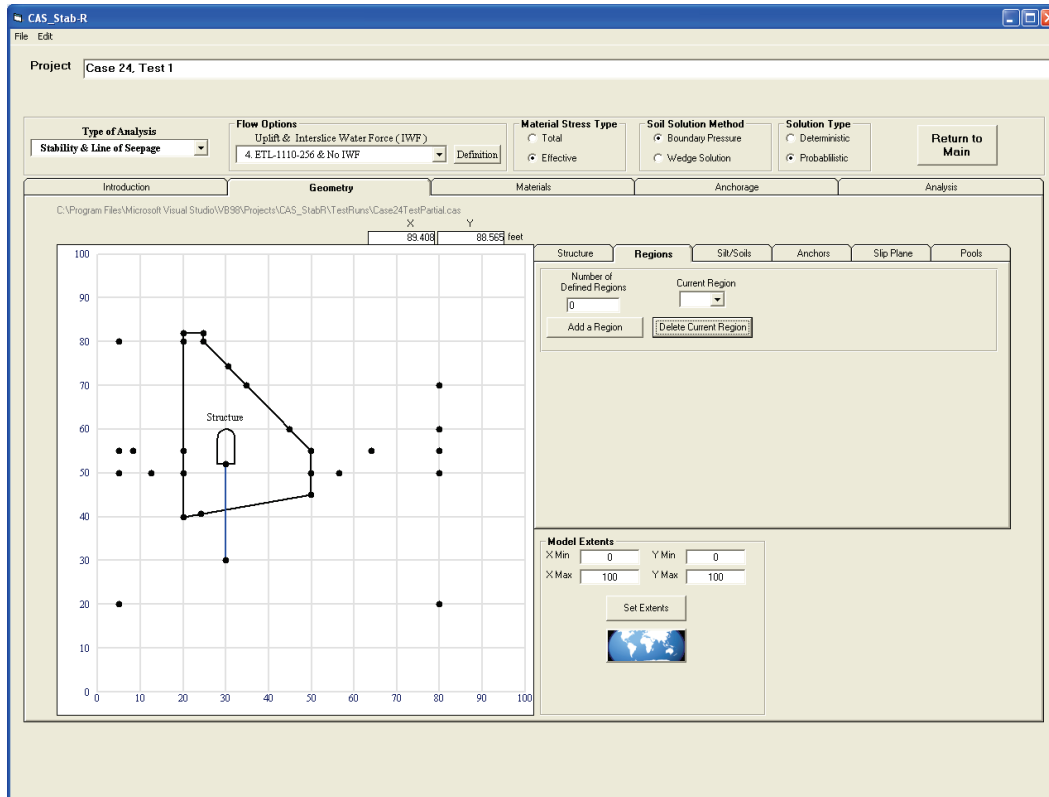 CAS_Stab-R
File Edit
Project Case 24, Test 1
Type of Analysis
Stability & Line of Seepage
Flow Options
Uplift & Interslice Water Force ( IWF )
4. ETL-1110-256 & No IWF
Definition
Material Stress Type
Total
Effective
Soil Solution Method
Boundary Pressure
Wedge Solution
Solution Type
Deterministic
Probablilistic
Return to
Main
Introduction Geometry Materials Anchorage Analysis
C:\Program Files\Microsoft Visual Studio\VB98\Projects\CAS_StabR\TestRuns\Case24TestPartial.cas
X Y
89.408 88.565 feet
100
90
80
70
60
50
40
30
20
10
0
0 10 20 30 40 50 60 70 80 90 100
Structure
Structure Regions Silt/Soils Anchors Slip Plane Pools
Number of
Defined Regions
0
Current Region
Add a Region Delete Current Region
Model Extents
X Min 0 Y Min 0
X Max 100 Y Max 100
Set Extents